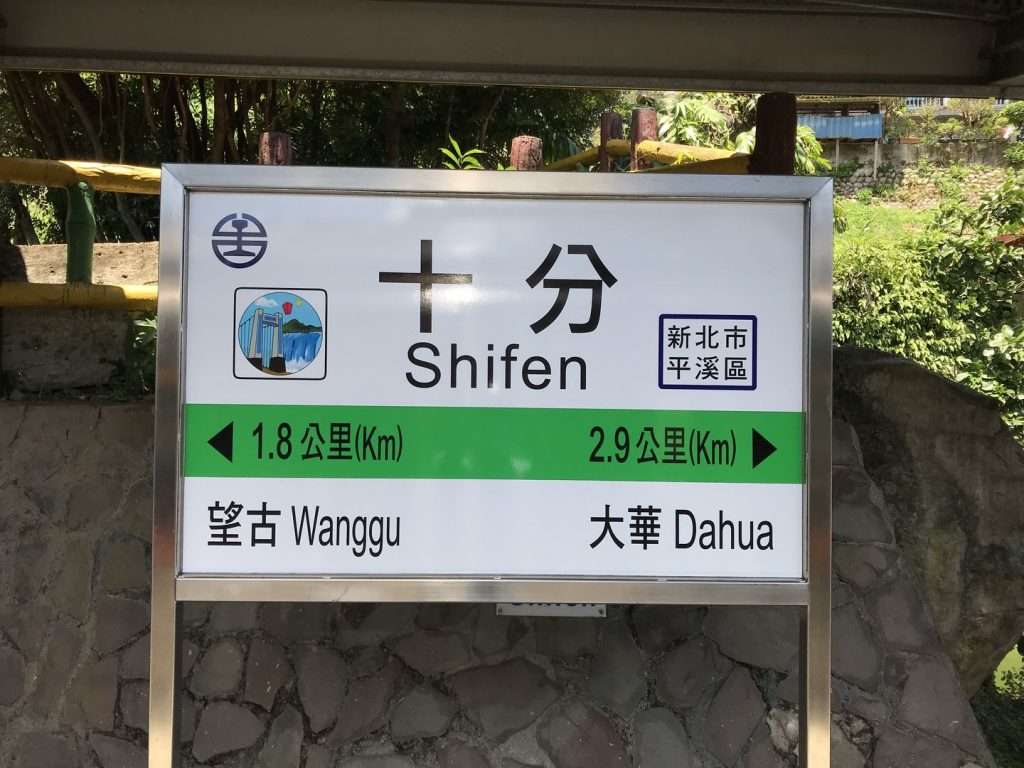 十分
Shifen
新北市
平溪區
1.8公里(Km)
2.9公里(Km)
望古 Wanggu
大華 Dahua